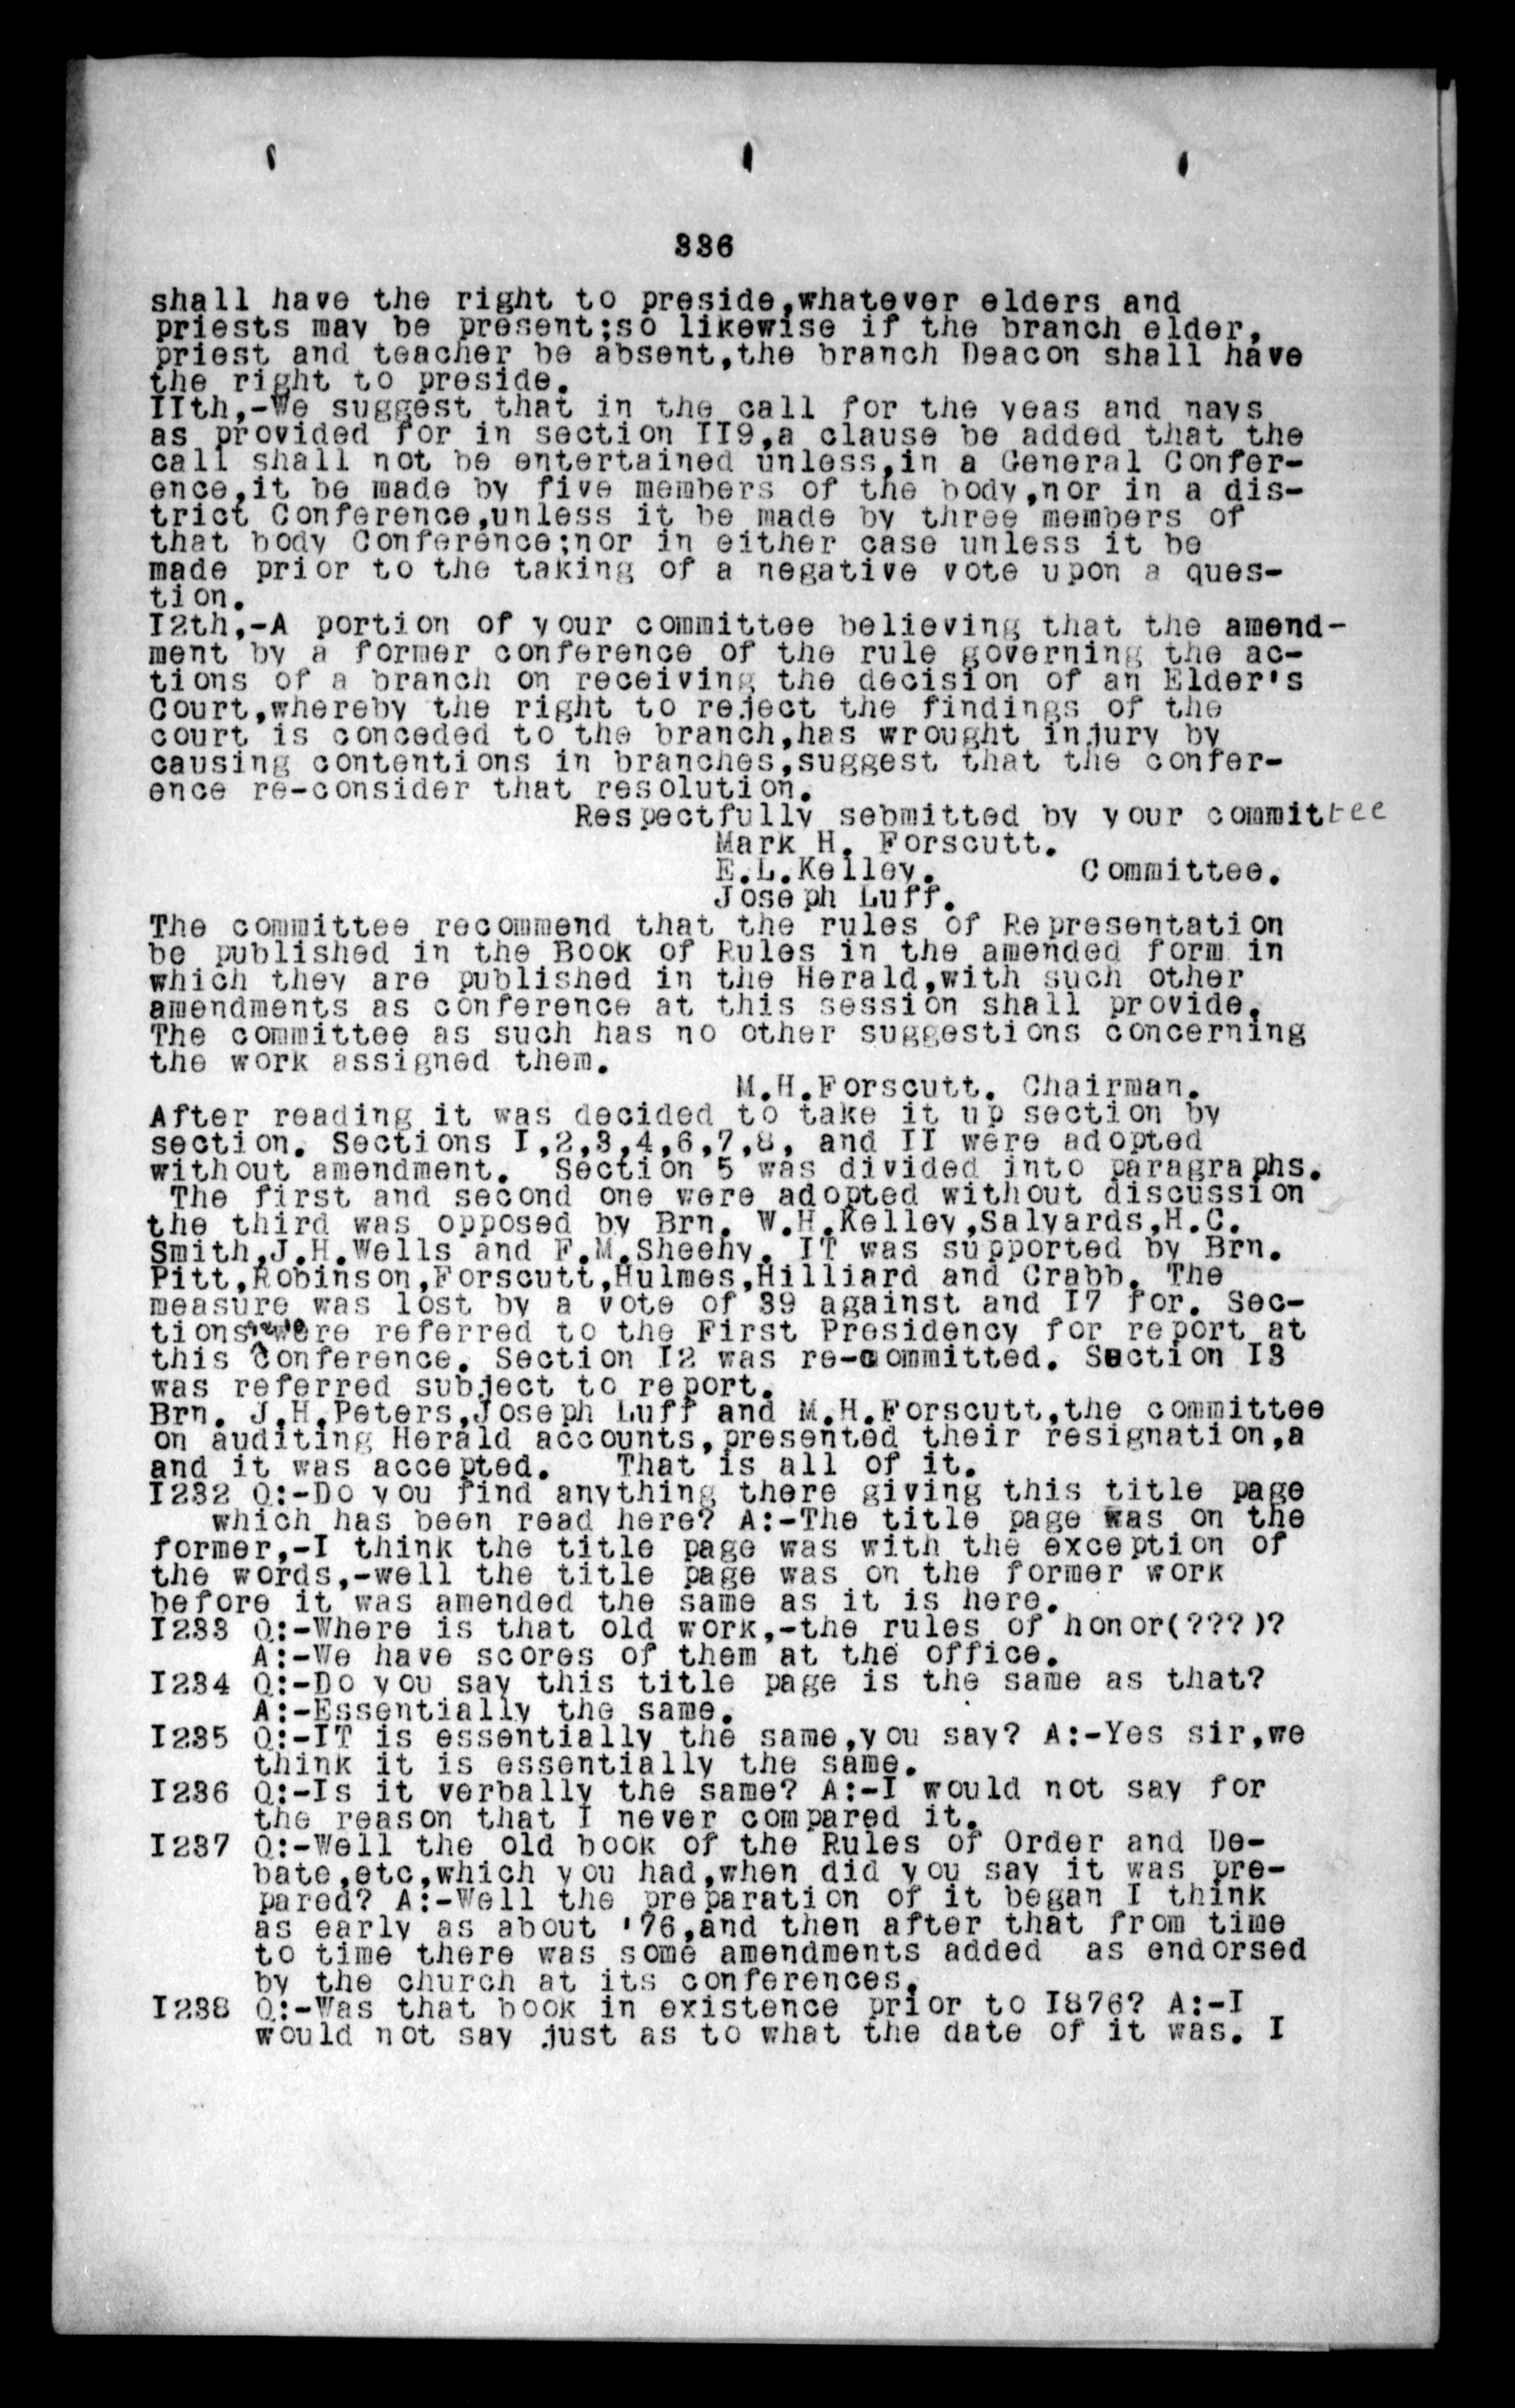 336
shall have the right to preside,whatever elders and
priests may be present;so likewise if the branch elder,
priest and teacher be absent,the branch Deacon shall have
the right to preside.
IIth,-We suggest that in the call for the yeas and nays
as provided for in section II9,a clause be added that the
call shall not be entertained unless,in a General Confer-
ence,it be made by five members of the body,nor in a dis-
trict Conference,unless it be made by three members of
that body Conference;nor in either case unless it be
made prior to the taking of a negative vote upon a ques-
tion.
I2th,-A portion of your committee believing that the amend-
ment by a former conference of the rule governing the ac-
tions of a branch on receiving the decision of an Elder's
Court,whereby the right to reject the findings of the
court is conceded to the branch,has wrought injury by
causing contentions in branches,suggest that the confer-
ence re-consider that resolution.
Respectfully sebmitted by your committee
Mark H. Forscutt.
E.L.Kelley. Committee.
Joseph Luff.
The committee recommend that the rules of Representation
be published in the Book of Rules in the amended form in
which they are published in the Herald,with such other
amendments as conference at this session shall provide.
The committee as such has no other suggestions concerning
the work assigned them.
M.H.Forscutt. Chairman.
After reading it was decided to take it up section by
section. Sections I,2,3,4,6,7,8, and II were adopted
without amendment. Section 5 was divided into paragraphs.
The first and second one were adopted without discussion
the third was opposed by Brn. W.H.Kelley,Salyards,H.C.
Smith,J.H.Wells and F.M.Sheehy. IT was supported by Brn.
Pitt,Robinson,Forscutt,Hulmes,Hilliard and Crabb. The
measure was lost by a vote of 39 against and I7 for. Sec-
tions were referred to the First Presidency for report at
this Conference. Section I2 was re-committed. Section I3
was referred subject to report.
Brn. J.H.Peters,Joseph Luff and M.H.Forscutt,the committee
on auditing Herald accounts,presented their resignation,a
and it was accepted. That is all of it.
I232 Q:-Do you find anything there giving this title page
which has been read here? A:-The title page was on the
former,-I think the title page was with the exception of
the words,-well the title page was on the former work
before it was amended the same as it is here.
I233 Q:-Where is that old work,-the rules of honor(???)?
A:-We have scores of them at the office.
I234 Q:-Do you say this title page is the same as that?
A:-Essentially the same.
I235 Q:-IT is essentially the same,you say? A:-Yes sir,we
think it is essentially the same.
I236 Q:-Is it verbally the same? A:-I would not say for
the reason that I never compared it.
I237 Q:-Well the old book of the Rules of Order and De-
bate,etc,which you had,when did you say it was pre-
pared? A:-Well the preparation of it began I think
as early as about '76,and then after that from time
to time there was some amendments added as endorsed
by the church at its conferences.
I238 Q:-Was that book in existence prior to I876? A:-I
would not say just as to what the date of it was. I